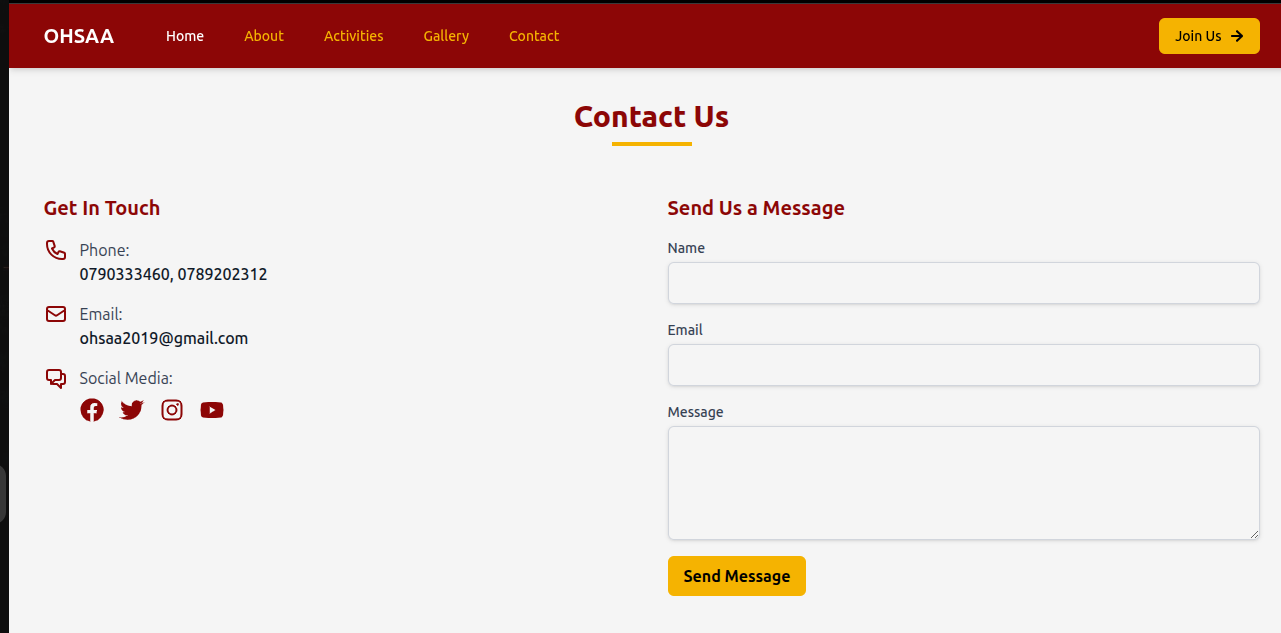 OHSAA Home About Activities Gallery Contact Join Us
Contact Us
Get In Touch
Phone:
0790333460, 0789202312
Email:
ohsaa2019@gmail.com
Social Media:
Send Us a Message
Name
Email
Message
Send Message